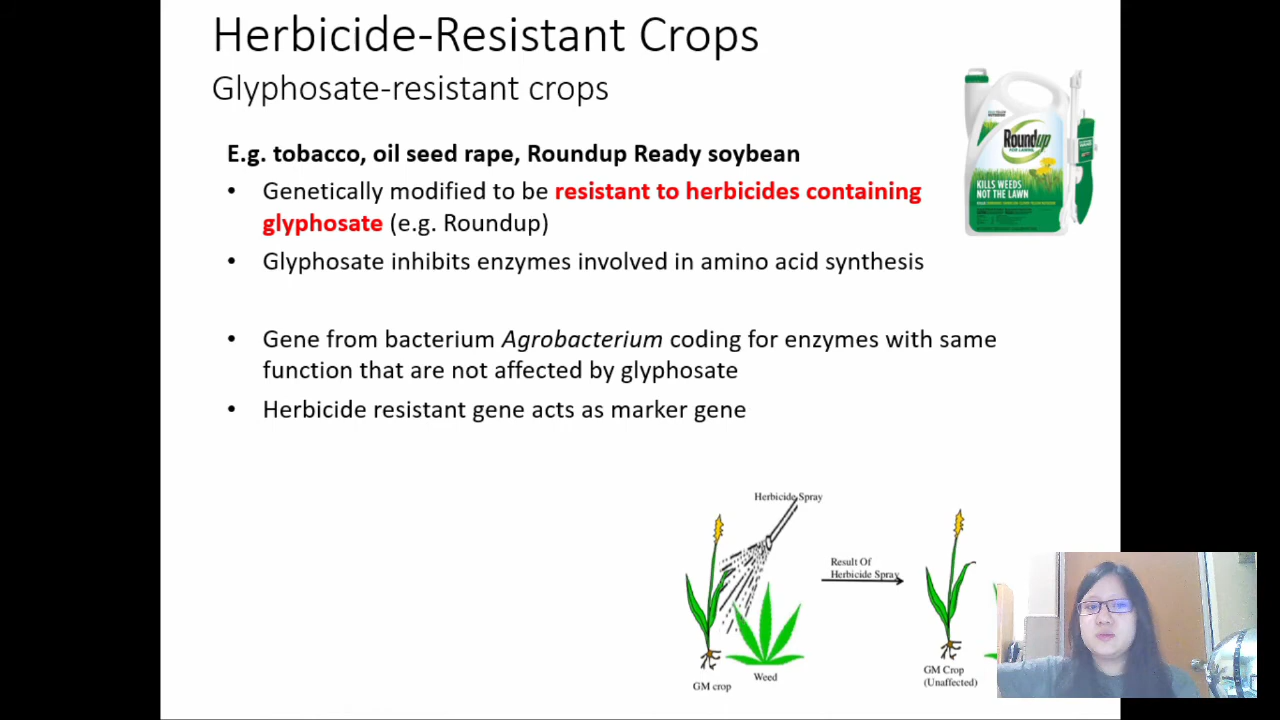 Herbicide-Resistant Crops
Glyphosate-resistant crops
E.g. tobacco, oil seed rape, Roundup Ready soybean
• Genetically modified to be resistant to herbicides containing
glyphosate (e.g. Roundup)
• Glyphosate inhibits enzymes involved in amino acid synthesis
• Gene from bacterium Agrobacterium coding for enzymes with same
function that are not affected by glyphosate
• Herbicide resistant gene acts as marker gene
Roundup
FOR LAWNS
KILLS WEEDS
NOT THE LAWN
Herbicide Spray
Result Of
Herbicide Spray
GM crop
Weed
GM Crop
(Unaffected)